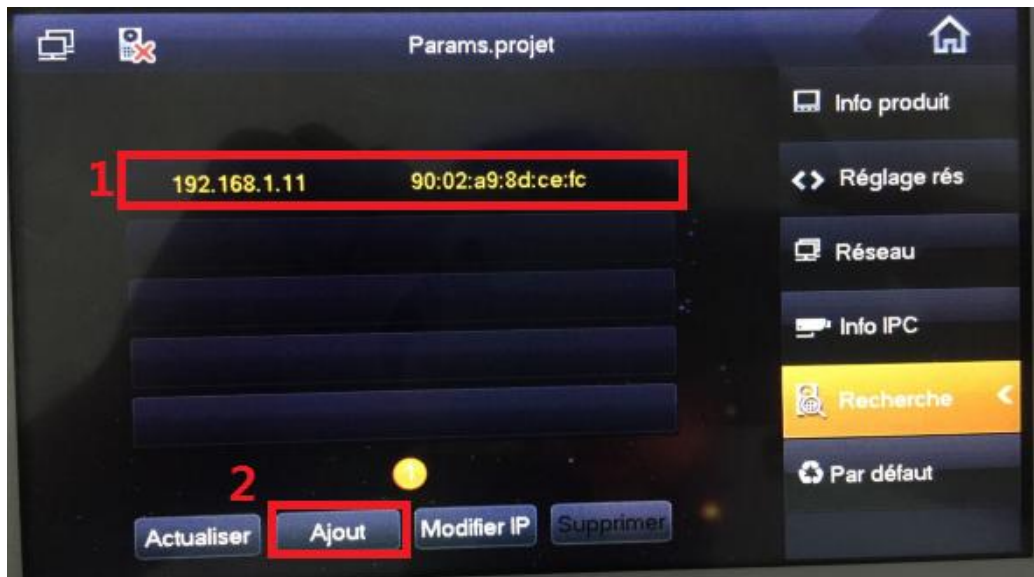 Params.projet
Info produit
1
192.168.1.11 90:02:a9:8d:ce:fc
Réglage rés
Réseau
Info IPC
Recherche
Par défaut
1
2
Actualiser Ajout Modifier IP Supprimer